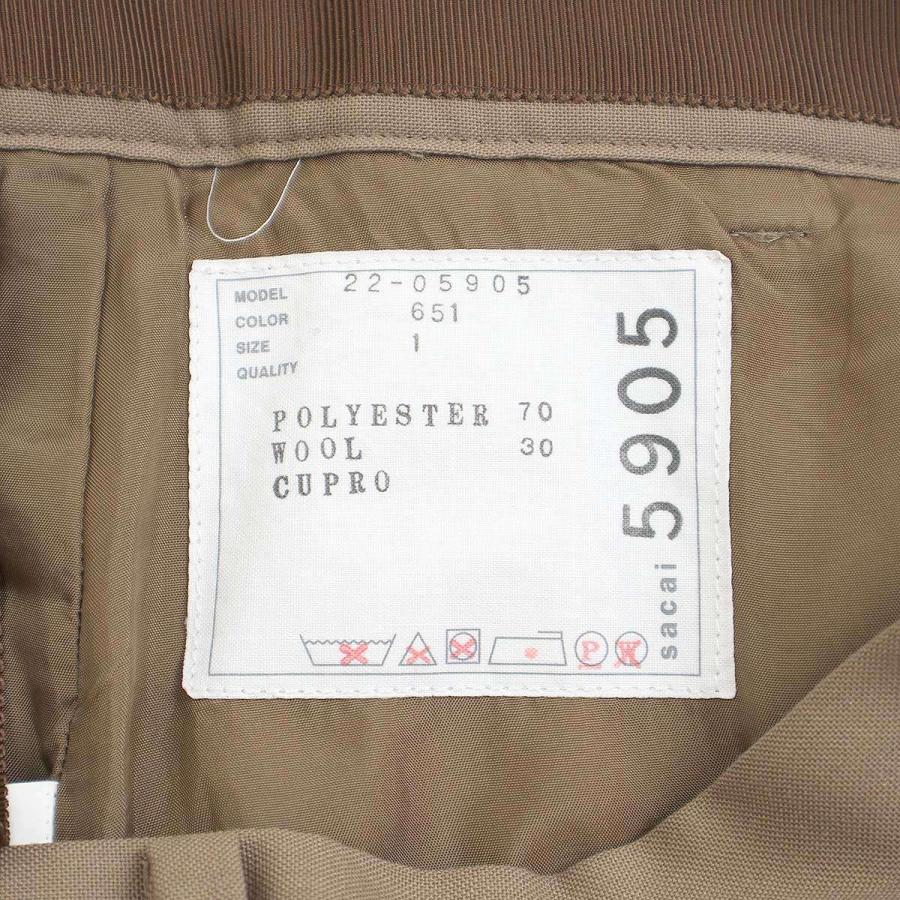 MODEL 22-05905
COLOR 651
SIZE 1
QUALITY
POLYESTER 70
WOOL 30
CUPRO
P W
sacai 5905